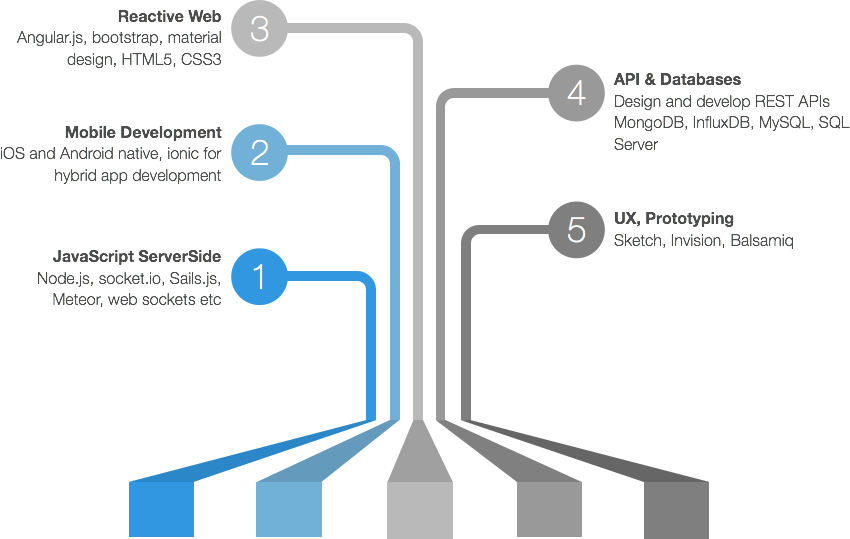 3
Reactive Web
Angular.js, bootstrap, material
design, HTML5, CSS3
4
API & Databases
Design and develop REST APIs
MongoDB, InfluxDB, MySQL, SQL
Server
2
Mobile Development
iOS and Android native, ionic for
hybrid app development
5
UX, Prototyping
Sketch, Invision, Balsamiq
1
JavaScript ServerSide
Node.js, socket.io, Sails.js,
Meteor, web sockets etc